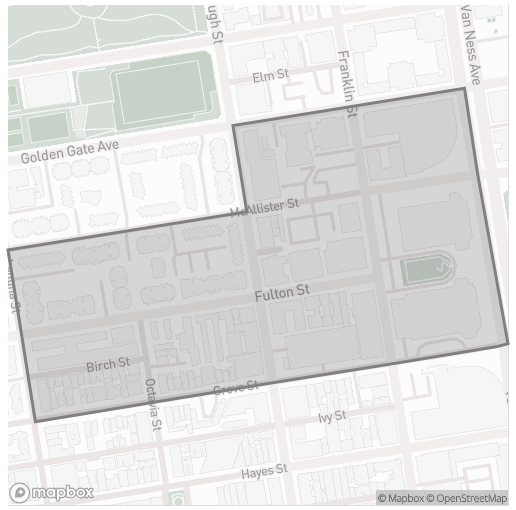 ugh St
Van Ness Ave
Franklin St
Elm St
Golden Gate Ave
McAllister St
Fulton St
Birch St
Octavia St
Grove St
Ivy St
Hayes St
mapbox
© Mapbox © OpenStreetMap